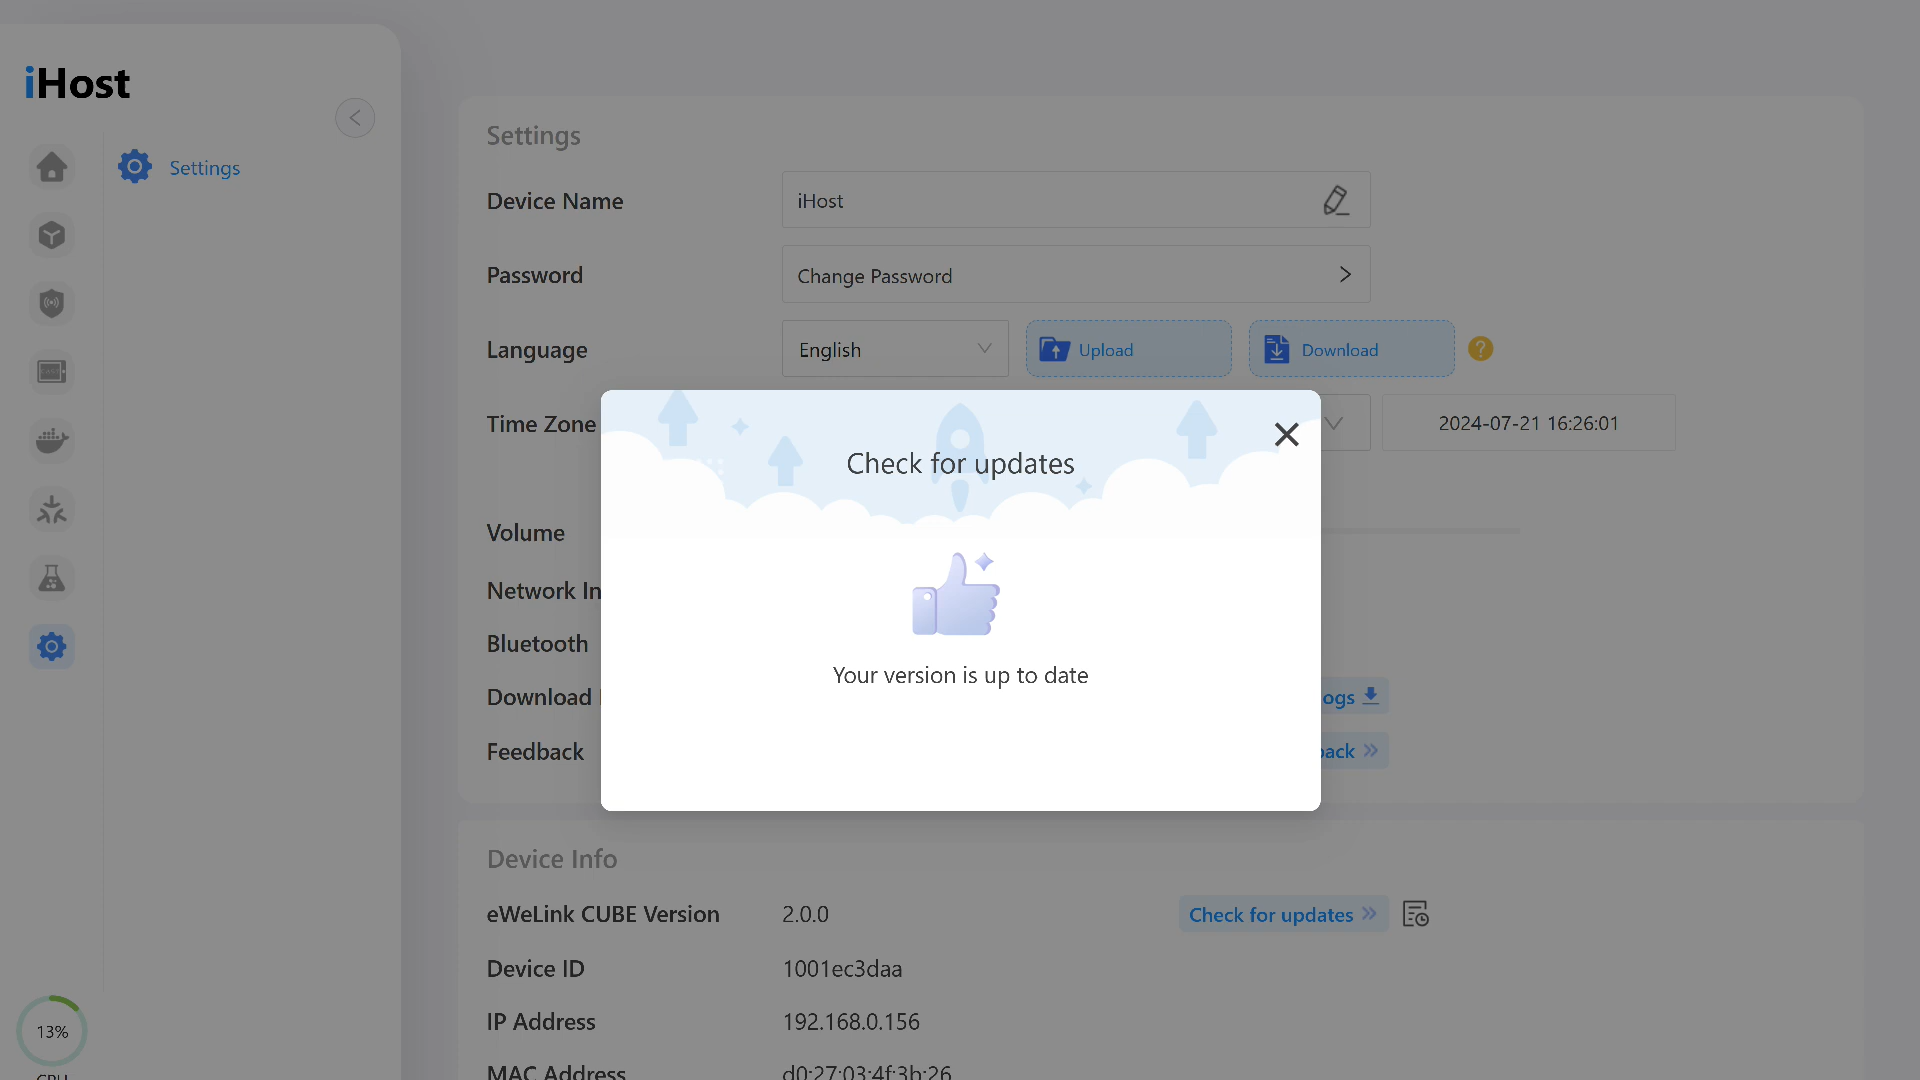 iHost
Settings
Settings
Device Name
iHost
Password
Change Password
Language
English
Upload
Download
?
Time Zone
2024-07-21 16:26:01
Check for updates
Volume
Network In
Bluetooth
Your version is up to date
Download
ogs
Feedback
back
Device Info
eWeLink CUBE Version
2.0.0
Check for updates
Device ID
1001ec3daa
IP Address
192.168.0.156
13%
CPU
MAC Address
d0:27:03:4f:3b:26